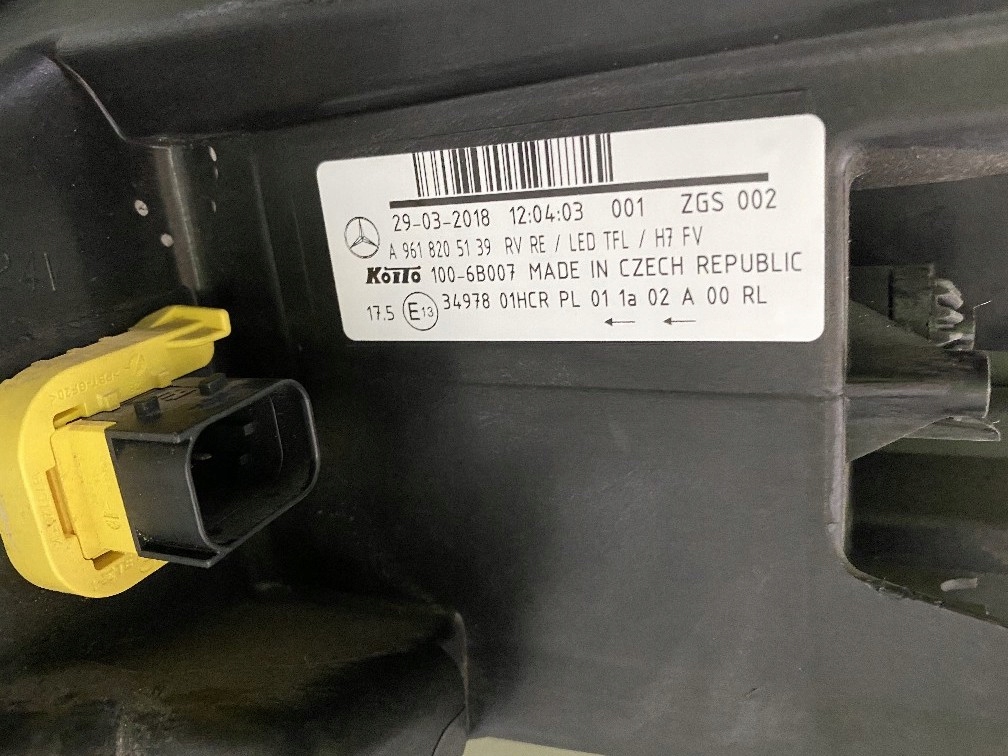 29-03-2018 12:04:03 001 ZGS 002
A 961 820 51 39 RV RE / LED TFL / H7 FV
KOITO 100-6B007 MADE IN CZECH REPUBLIC
17.5 E13 34978 01HCR PL 01 1a 02 A 00 RL
← ←